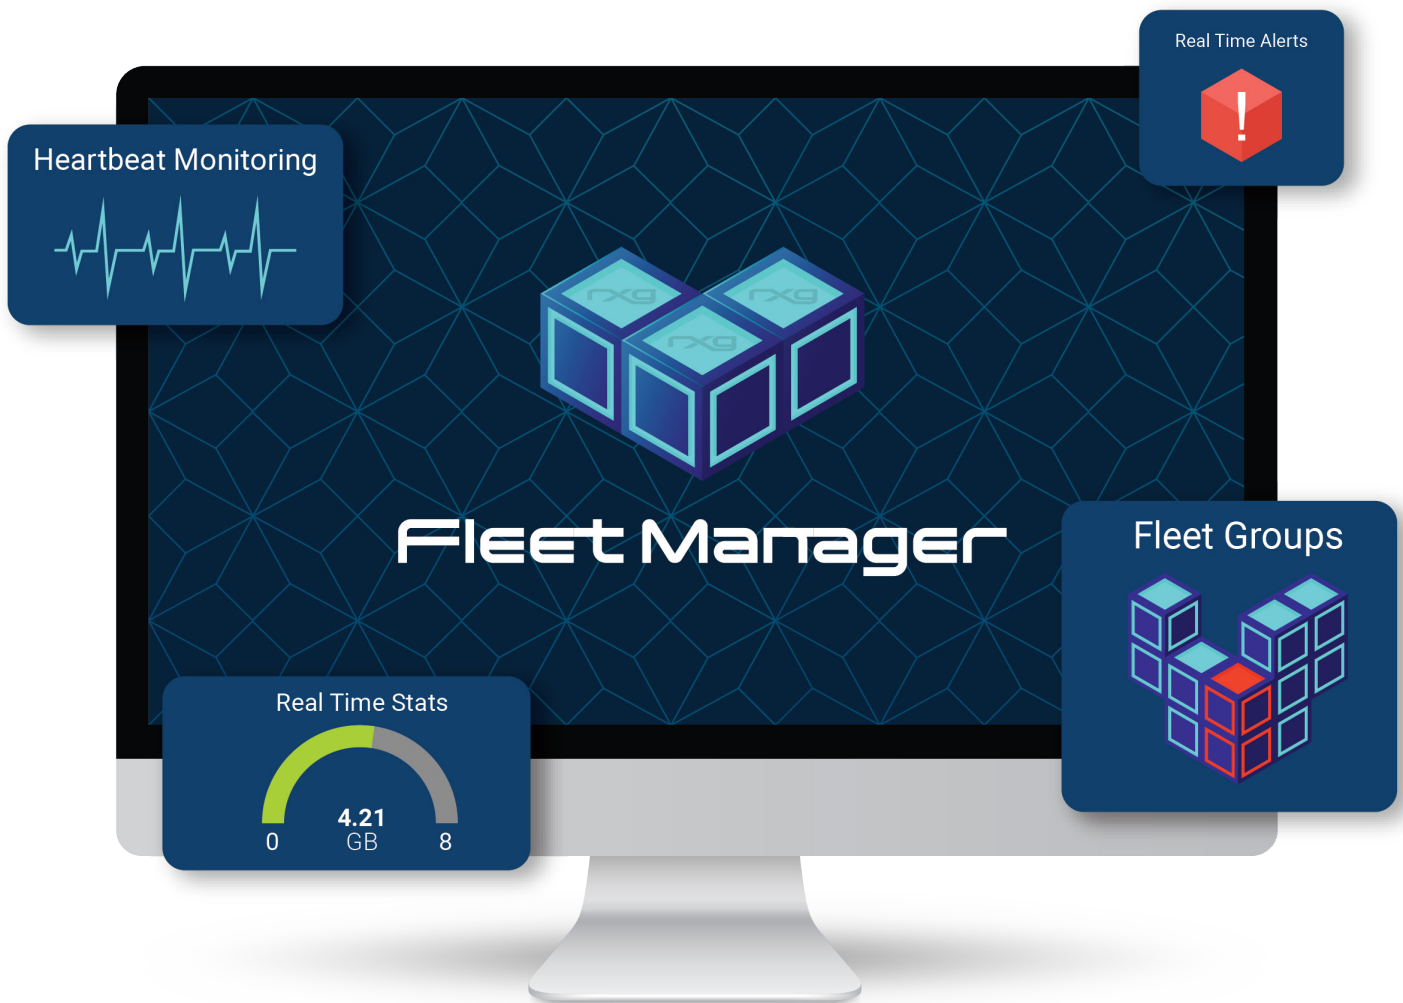 Real Time Alerts
!
Heartbeat Monitoring
rxg
rxg
rxg
Fleet Manager
Fleet Groups
Real Time Stats
4.21
0 GB 8